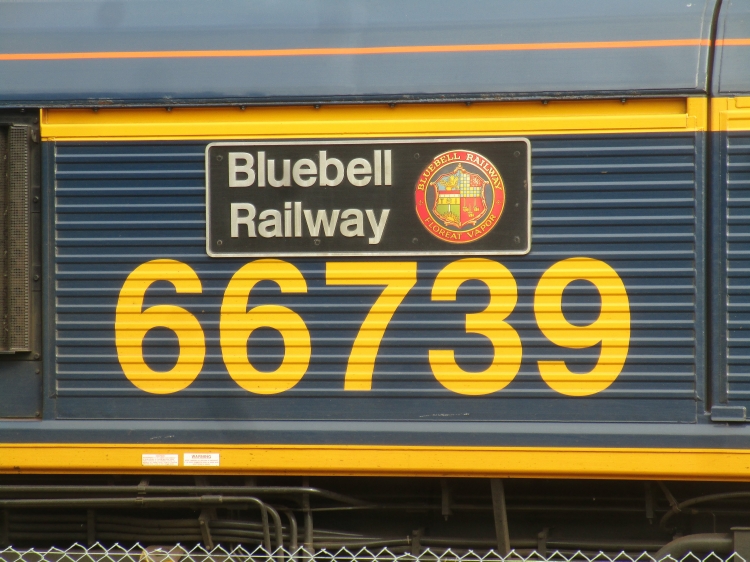 Bluebell
Railway
BLUEBELL RAILWAY
FLOREAT VAPOR
66739